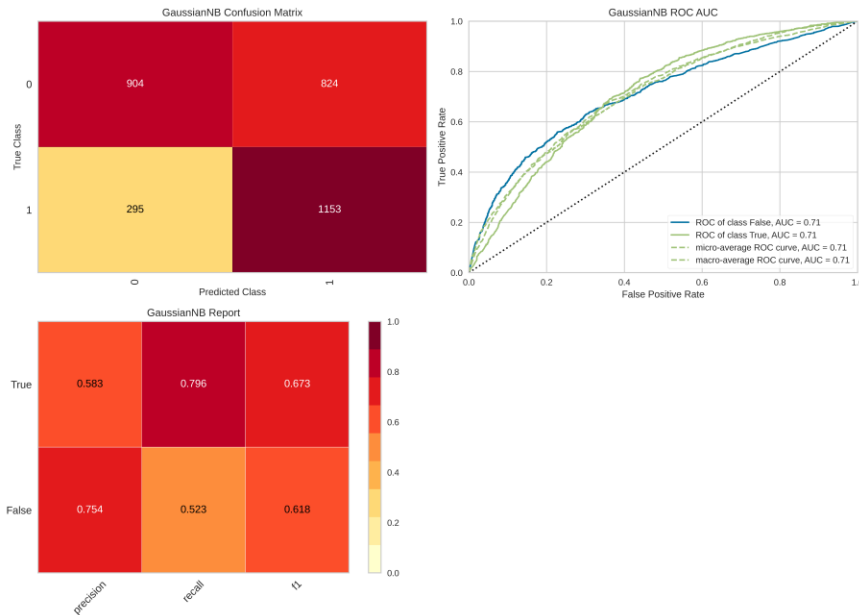 GaussianNB Confusion Matrix
True Class
0
904
824
1
295
1153
0
1
Predicted Class
GaussianNB ROC AUC
True Positive Rate
1.0
0.8
0.6
0.4
0.2
0.0
ROC of class False, AUC = 0.71
ROC of class True, AUC = 0.71
micro-average ROC curve, AUC = 0.71
macro-average ROC curve, AUC = 0.71
0.0
0.2
0.4
0.6
0.8
1.0
False Positive Rate
GaussianNB Report
True
0.583
0.796
0.673
False
0.754
0.523
0.618
precision
recall
f1
1.0
0.8
0.6
0.4
0.2
0.0